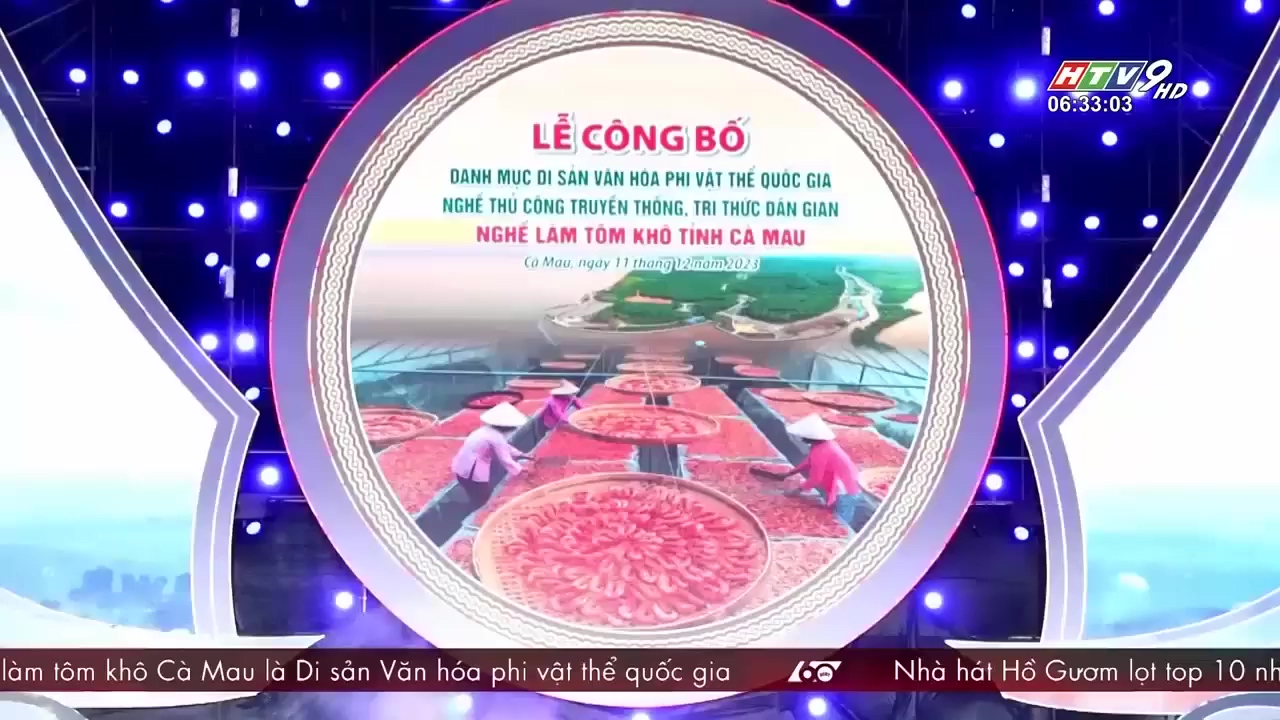 HTV9 HD
06:33:03
LỄ CÔNG BỐ
DANH MỤC DI SẢN VĂN HÓA PHI VẬT THỂ QUỐC GIA
NGHỀ THỦ CÔNG TRUYỀN THỐNG, TRI THỨC DÂN GIAN
NGHỀ LÀM TÔM KHÔ TỈNH CÀ MAU
Cà Mau, ngày 11 tháng 12 năm 2023
làm tôm khô Cà Mau là Di sản Văn hóa phi vật thể quốc gia
60 giây
Nhà hát Hồ Gươm lọt top 10 nh